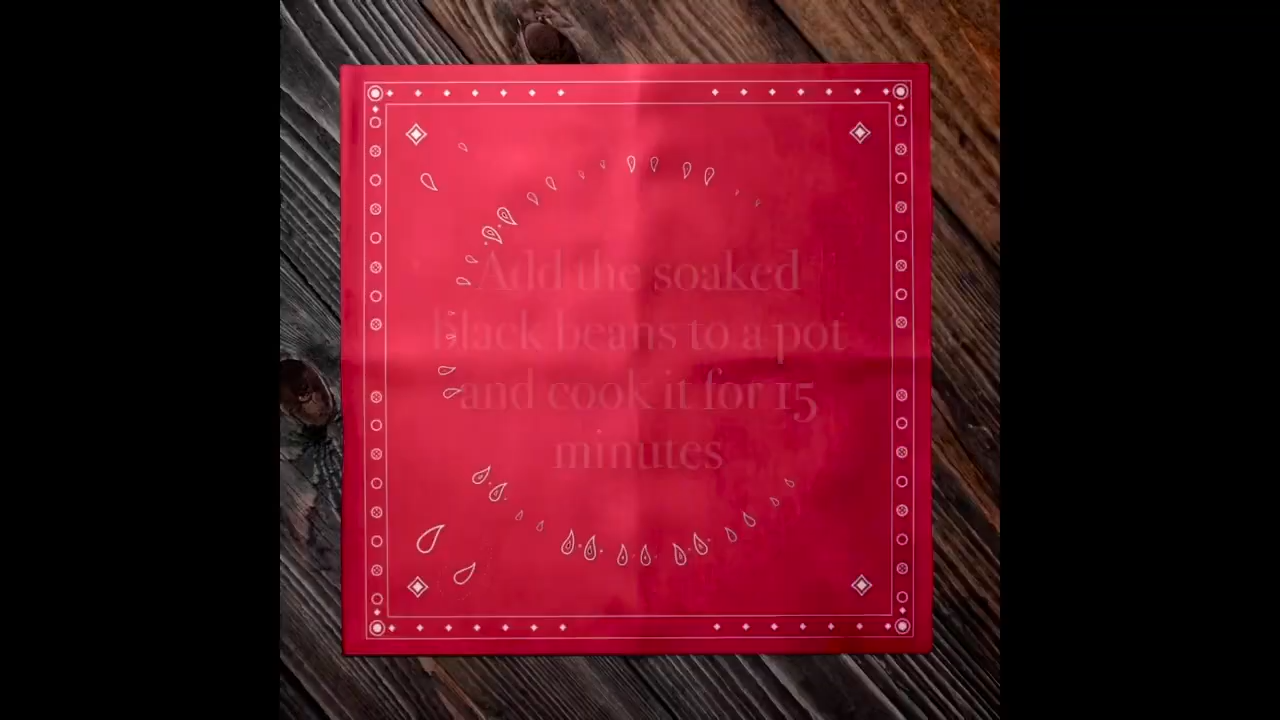 Add the soaked
black beans to a pot
and cook it for 15
minutes